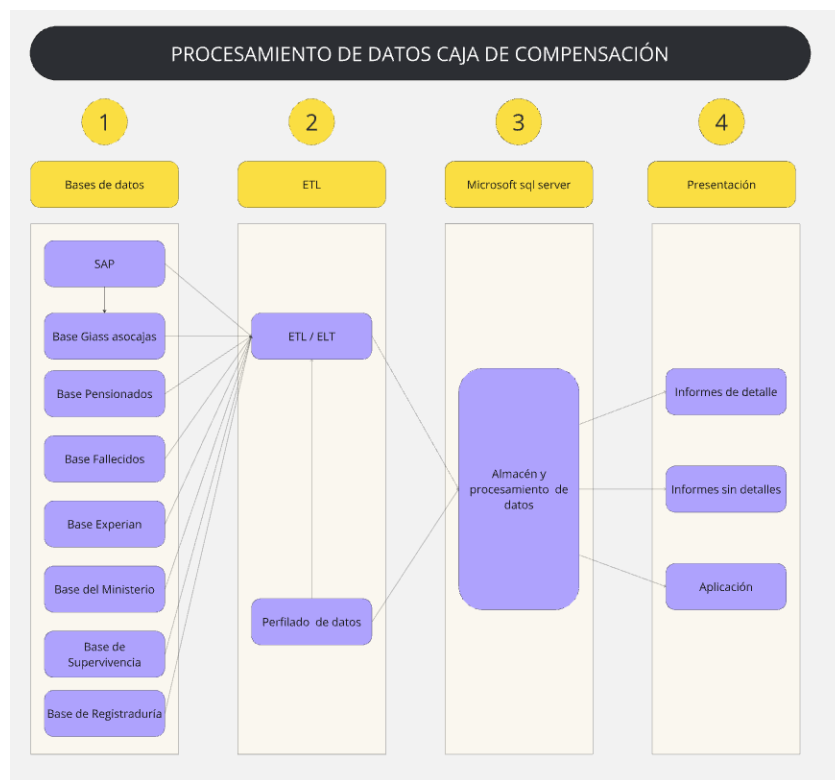 PROCESAMIENTO DE DATOS CAJA DE COMPENSACIÓN
1
2
3
4
Bases de datos
ETL
Microsoft sql server
Presentación
SAP
Base Giass asocajas
Base Pensionados
Base Fallecidos
Base Experian
Base del Ministerio
Base de
Supervivencia
Base de Registraduría
ETL / ELT
Perfilado de datos
Almacén y
procesamiento de
datos
Informes de detalle
Informes sin detalles
Aplicación